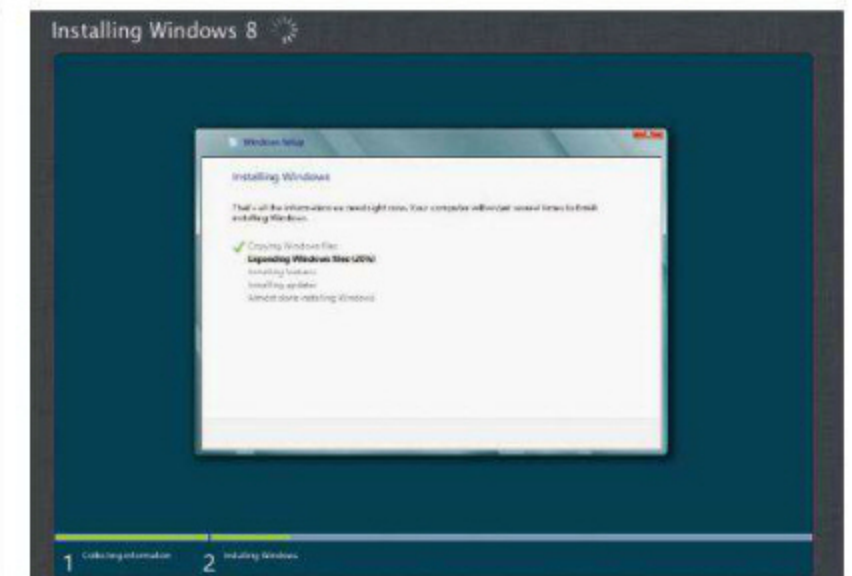 Installing Windows 8
Windows Setup
Installing Windows
That's all the information we need right now. Your computer will restart several times to finish
installing Windows.
Copying Windows files
Expanding Windows files (20%)
Installing features
Installing updates
Almost done installing Windows
1 Collecting information
2 Installing Windows